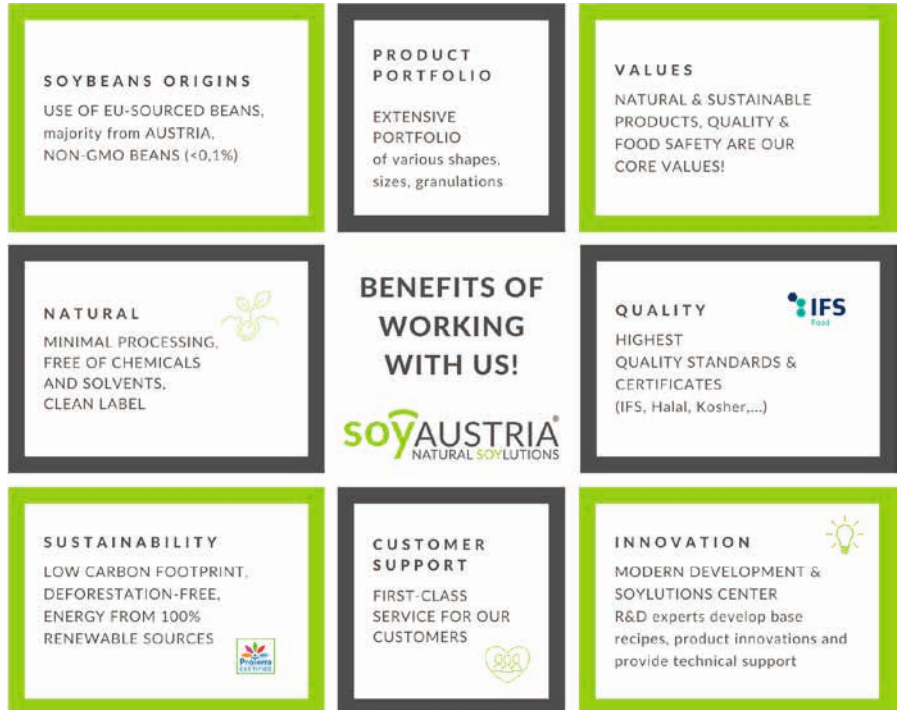 SOYBEANS ORIGINS
USE OF EU-SOURCED BEANS,
majority from AUSTRIA,
NON-GMO BEANS (<0,1%)
PRODUCT
PORTFOLIO
EXTENSIVE
PORTFOLIO
of various shapes,
sizes, granulations
VALUES
NATURAL & SUSTAINABLE
PRODUCTS, QUALITY &
FOOD SAFETY ARE OUR
CORE VALUES!
NATURAL
MINIMAL PROCESSING,
FREE OF CHEMICALS
AND SOLVENTS,
CLEAN LABEL
BENEFITS OF
WORKING
WITH US!
SOYAUSTRIA®
NATURAL SOYLUTIONS
QUALITY
IFS
Food
HIGHEST
QUALITY STANDARDS &
CERTIFICATES
(IFS, Halal, Kosher,...)
SUSTAINABILITY
LOW CARBON FOOTPRINT,
DEFORESTATION-FREE,
ENERGY FROM 100%
RENEWABLE SOURCES
ProTerra
CERTIFIED
CUSTOMER
SUPPORT
FIRST-CLASS
SERVICE FOR OUR
CUSTOMERS
INNOVATION
MODERN DEVELOPMENT &
SOYLUTIONS CENTER
R&D experts develop base
recipes, product innovations and
provide technical support